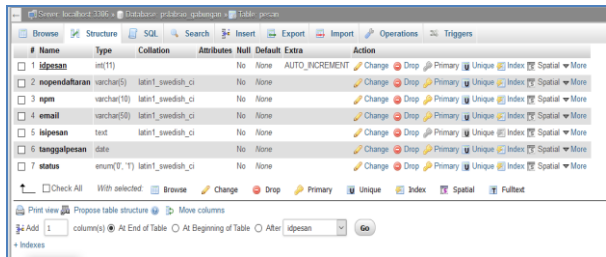 Server: localhost:3306 » Database: psbiban_gabungan » Table: pesan
Browse Structure SQL Search Insert Export Import Operations Triggers
# Name Type Collation Attributes Null Default Extra Action
1 idpesan int(11) No None AUTO_INCREMENT Change Drop Primary Unique Index Spatial More
2 nopendaftaran varchar(5) latin1_swedish_ci No None Change Drop Primary Unique Index Spatial More
3 npm varchar(10) latin1_swedish_ci No None Change Drop Primary Unique Index Spatial More
4 email varchar(50) latin1_swedish_ci No None Change Drop Primary Unique Index Spatial More
5 isipesan text latin1_swedish_ci No None Change Drop Primary Unique Index Spatial More
6 tanggalpesan date No None Change Drop Primary Unique Index Spatial More
7 status enum('0', '1') latin1_swedish_ci No None Change Drop Primary Unique Index Spatial More
Check All With selected: Browse Change Drop Primary Unique Index Spatial Fulltext
Print view Propose table structure Move columns
Add 1 column(s) At End of Table At Beginning of Table After idpesan Go
+ Indexes